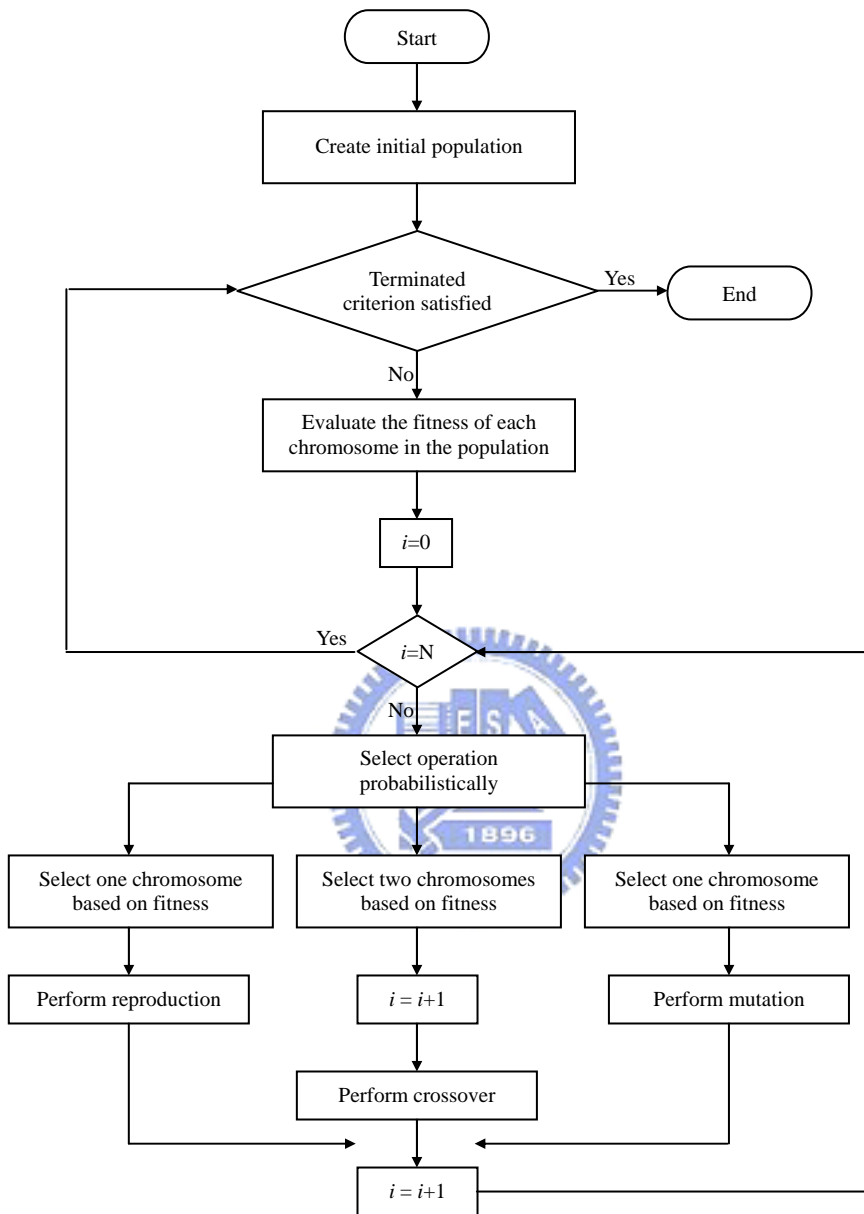 Start
Create initial population
Terminated
criterion satisfied
Yes
End
No
Evaluate the fitness of each
chromosome in the population
i=0
Yes
i=N
No
E S A
Select operation
probabilistically
1896
Select one chromosome
based on fitness
Select two chromosomes
based on fitness
Select one chromosome
based on fitness
Perform reproduction
i = i+1
Perform mutation
Perform crossover
i = i+1